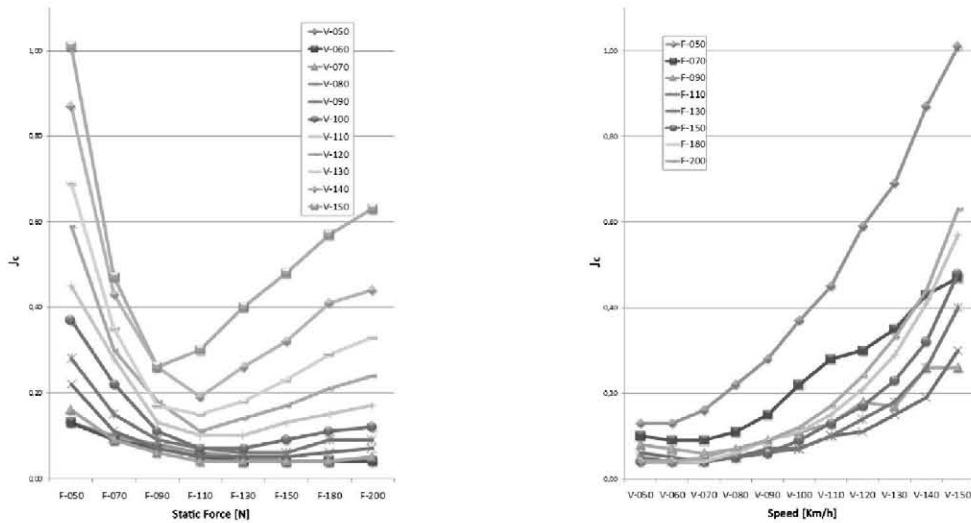 1,00
0,80
0,60
0,40
0,20
0,00
Jc
V-050
V-060
V-070
V-080
V-090
V-100
V-110
V-120
V-130
V-140
V-150
F-050 F-070 F-090 F-110 F-130 F-150 F-180 F-200
Static Force [N]
1,00
0,80
0,60
0,40
0,20
0,00
Jc
F-050
F-070
F-090
F-110
F-130
F-150
F-180
F-200
V-050 V-060 V-070 V-080 V-090 V-100 V-110 V-120 V-130 V-140 V-150
Speed [Km/h]